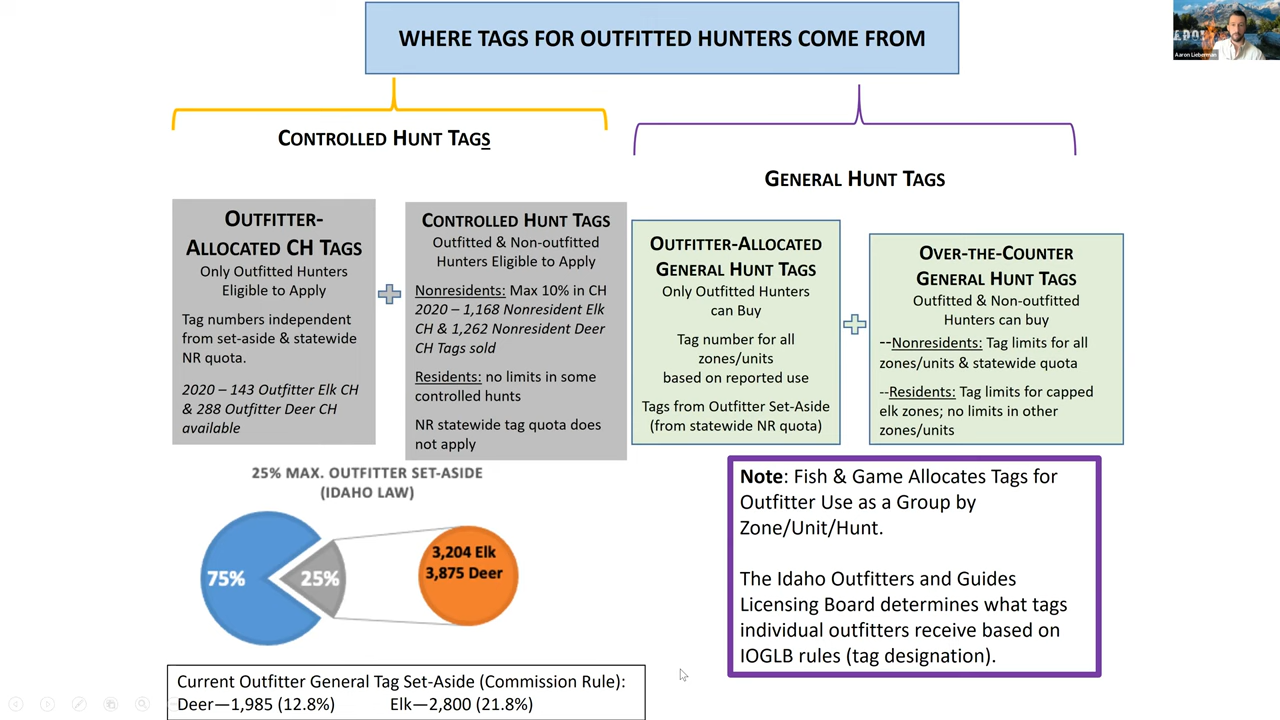 WHERE TAGS FOR OUTFITTED HUNTERS COME FROM
CONTROLLED HUNT TAGS
GENERAL HUNT TAGS
OUTFITTER-
ALLOCATED CH TAGS
Only Outfitted Hunters
Eligible to Apply
Tag numbers independent
from set-aside & statewide
NR quota.
2020 – 143 Outfitter Elk CH
& 288 Outfitter Deer CH
available
CONTROLLED HUNT TAGS
Outfitted & Non-outfitted
Hunters Eligible to Apply
Nonresidents: Max 10% in CH
2020 – 1,168 Nonresident Elk
CH & 1,262 Nonresident Deer
CH Tags sold
Residents: no limits in some
controlled hunts
NR statewide tag quota does
not apply
OUTFITTER-ALLOCATED
GENERAL HUNT TAGS
Only Outfitted Hunters
can Buy
Tag number for all
zones/units
based on reported use
Tags from Outfitter Set-Aside
(from statewide NR quota)
OVER-THE-COUNTER
GENERAL HUNT TAGS
Outfitted & Non-outfitted
Hunters can buy
--Nonresidents: Tag limits for all
zones/units & statewide quota
--Residents: Tag limits for capped
elk zones; no limits in other
zones/units
25% MAX. OUTFITTER SET-ASIDE
(IDAHO LAW)
75%
25%
3,204 Elk
3,875 Deer
Note: Fish & Game Allocates Tags for
Outfitter Use as a Group by
Zone/Unit/Hunt.
The Idaho Outfitters and Guides
Licensing Board determines what tags
individual outfitters receive based on
IOGLB rules (tag designation).
Current Outfitter General Tag Set-Aside (Commission Rule):
Deer—1,985 (12.8%) Elk—2,800 (21.8%)
Aaron Lieberman